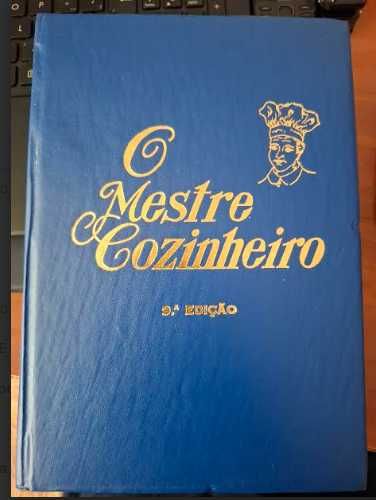 O
Mestre
Cozinheiro
9.ª EDIÇÃO